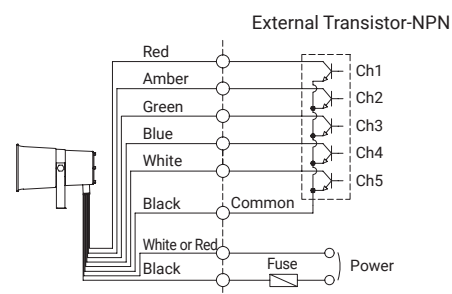 External Transistor-NPN
Red
Ch1
Amber
Ch2
Green
Ch3
Blue
Ch4
White
Ch5
Black
Common
White or Red
Black
Fuse
Power